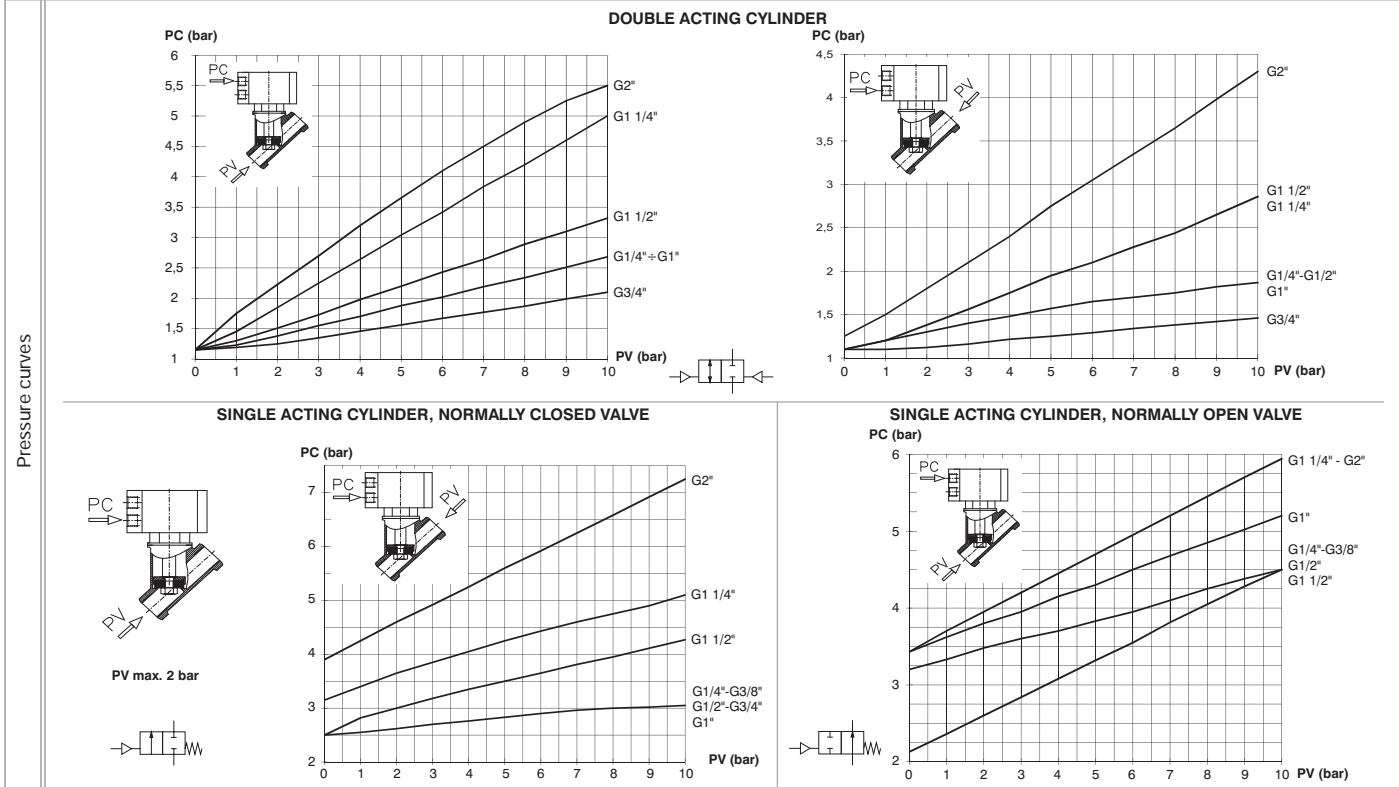 Pressure curves
DOUBLE ACTING CYLINDER
PC (bar)
6
5,5
5
4,5
4
3,5
3
2,5
2
1,5
1
0 1 2 3 4 5 6 7 8 9 10
PV (bar)
PC
PV
G2"
G1 1/4"
G1 1/2"
G1/4"÷G1"
G3/4"
PC (bar)
4,5
4
3,5
3
2,5
2
1,5
1
0 1 2 3 4 5 6 7 8 9 10
PV (bar)
PC
PV
G2"
G1 1/2"
G1 1/4"
G1/4"-G1/2"
G1"
G3/4"
SINGLE ACTING CYLINDER, NORMALLY CLOSED VALVE
PC
PV
PV max. 2 bar
PC (bar)
7
6
5
4
3
2
0 1 2 3 4 5 6 7 8 9 10
PV (bar)
PC
PV
G2"
G1 1/4"
G1 1/2"
G1/4"-G3/8"
G1/2"-G3/4"
G1"
SINGLE ACTING CYLINDER, NORMALLY OPEN VALVE
PC (bar)
6
5
4
3
2
0 1 2 3 4 5 6 7 8 9 10
PV (bar)
PC
PV
G1 1/4" - G2"
G1"
G1/4"-G3/8"
G1/2"
G1 1/2"